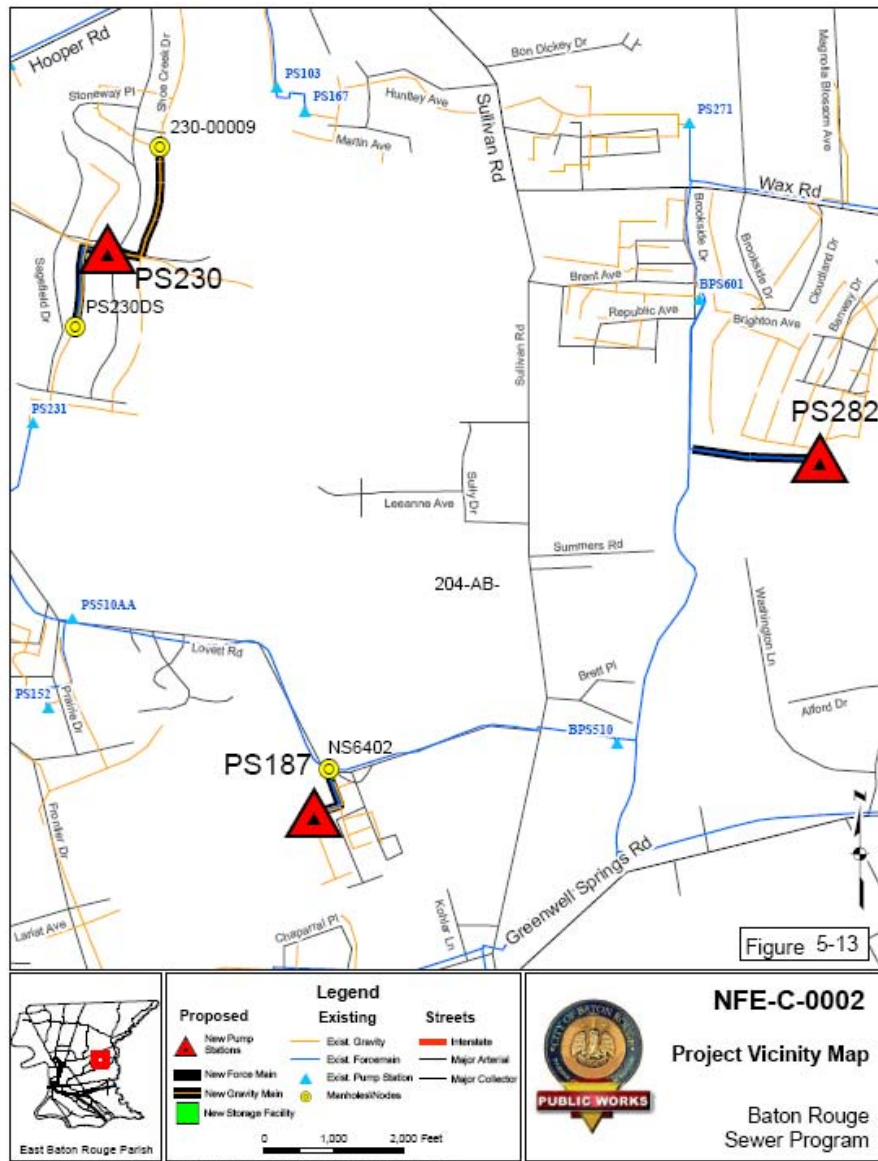 Hooper Rd
Shoe Creek Dr
Stoneway Pl
230-00009
PS103
PS167
Huntley Ave
Martin Ave
Sullivan Rd
Bon Dickey Dr
PS271
Magnolia Blossom Ave
Wax Rd
Sagefield Dr
PS230
PS230DS
PS231
Brookside Dr
Brookside Dr
Cloudland Dr
Banway Dr
Brent Ave
BPS601
Republic Ave
Brighton Ave
Sullivan Rd
PS282
Leeanne Ave
Sully Dr
Summers Rd
204-AB-
Washington Ln
PS510AA
Lovett Rd
PS152
Prairie Dr
Brett Pl
Alford Dr
BPS510
NS6402
PS187
Frontier Dr
Z
Greenwell Springs Rd
Lariat Ave
Chaparral Pl
Kohler Ln
Figure 5-13
East Baton Rouge Parish
Legend
Proposed
New Pump
Stations
New Force Main
New Gravity Main
New Storage Facility
Existing
Exist. Gravity
Exist. Forcemain
Exist. Pump Station
Manholes\Nodes
Streets
Interstate
Major Arterial
Major Collector
0 1,000 2,000 Feet
CITY OF BATON ROUGE
PUBLIC WORKS
NFE-C-0002
Project Vicinity Map
Baton Rouge
Sewer Program